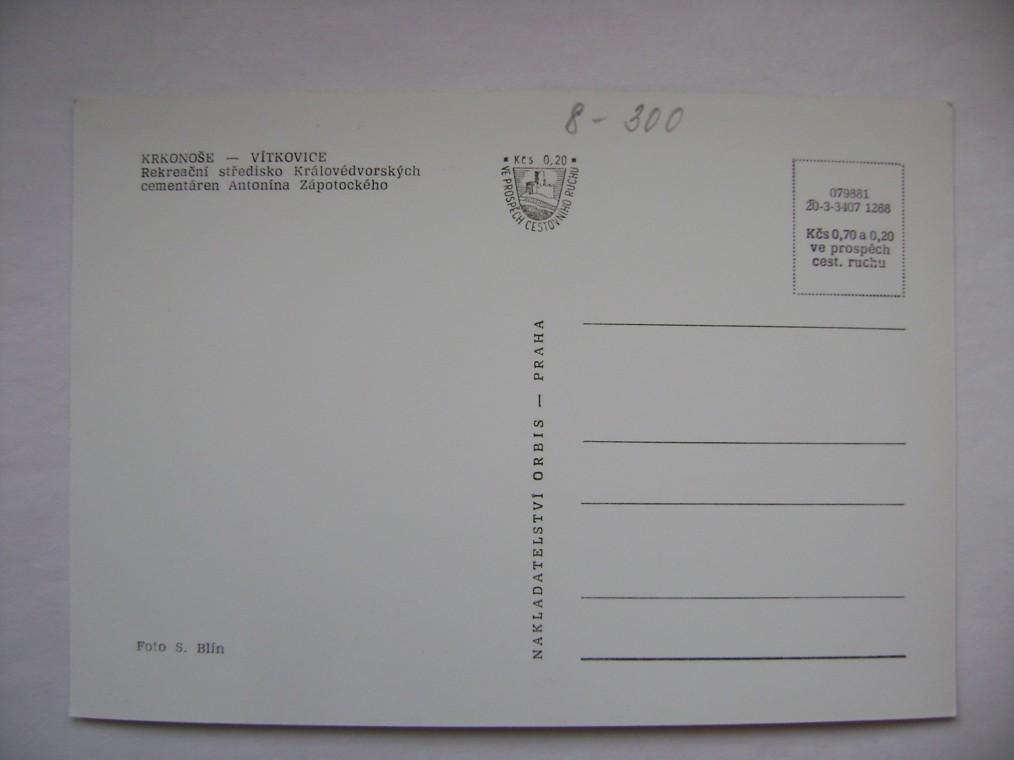 8 - 300
KRKONOŠE — VÍTKOVICE
Rekreační středisko Královédvorských
cementáren Antonína Zápotockého
▪ Kčs 0,20 ▪
VE PROSPĚCH CESTOVNÍHO RUCHU
079881
20-3-3407 1288
Kčs 0,70 a 0,20
ve prospěch
cest. ruchu
NAKLADATELSTVÍ ORBIS — PRAHA
Foto S. Blín